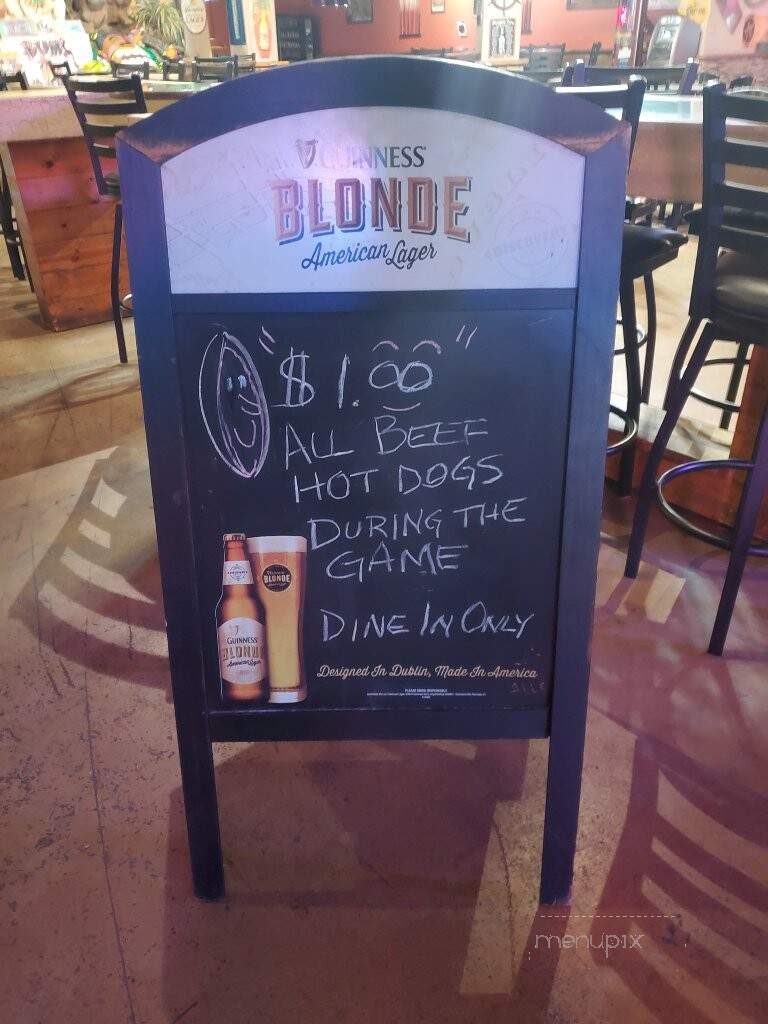 GUINNESS
BLONDE
American Lager
"$1.00"
ALL BEEF
HOT DOGS
DURING THE
GAME
DINE IN ONLY
BLONDE
GUINNESS
BLONDE
American Lager
Designed In Dublin, Made In America
menupix